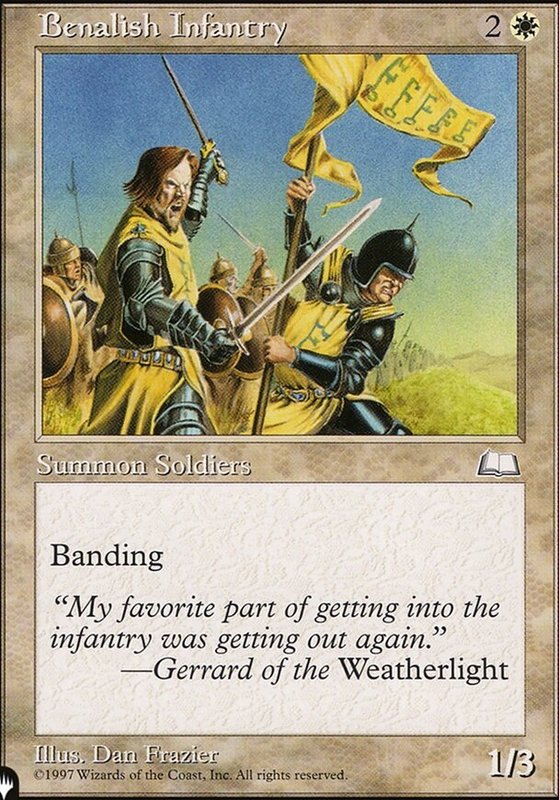 Benalish Infantry 2
Summon Soldiers
Banding
“My favorite part of getting into the
infantry was getting out again.”
—Gerrard of the Weatherlight
Illus. Dan Frazier
1/3
©1997 Wizards of the Coast, Inc. All rights reserved.